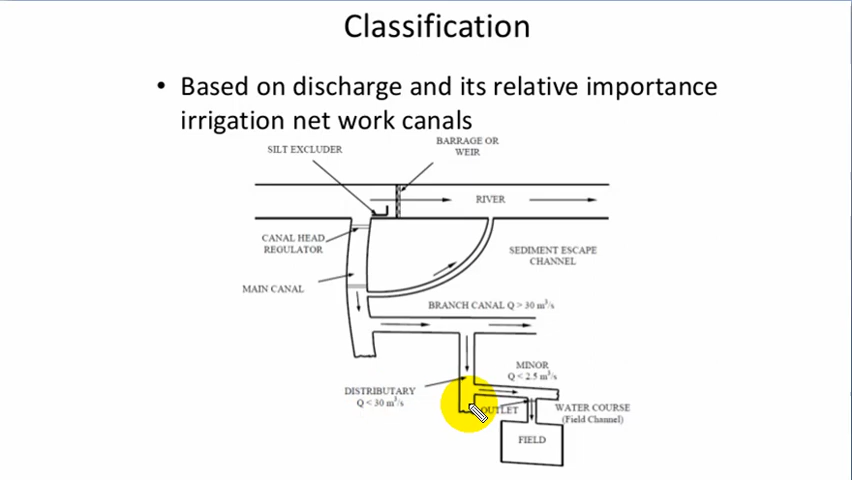 Classification
• Based on discharge and its relative importance
irrigation net work canals
SILT EXCLUDER
BARRAGE OR
WEIR
RIVER
CANAL HEAD
REGULATOR
SEDIMENT ESCAPE
CHANNEL
MAIN CANAL
BRANCH CANAL Q > 30 m³/s
MINOR
Q < 2.5 m³/s
DISTRIBUTARY
Q < 30 m³/s
OUTLET
WATER COURSE
(Field Channel)
FIELD